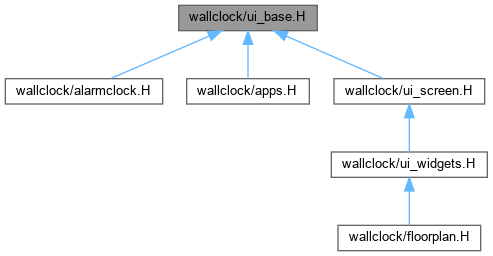 wallclock/ui_base.H
wallclock/alarmclock.H
wallclock/apps.H
wallclock/ui_screen.H
wallclock/ui_widgets.H
wallclock/floorplan.H